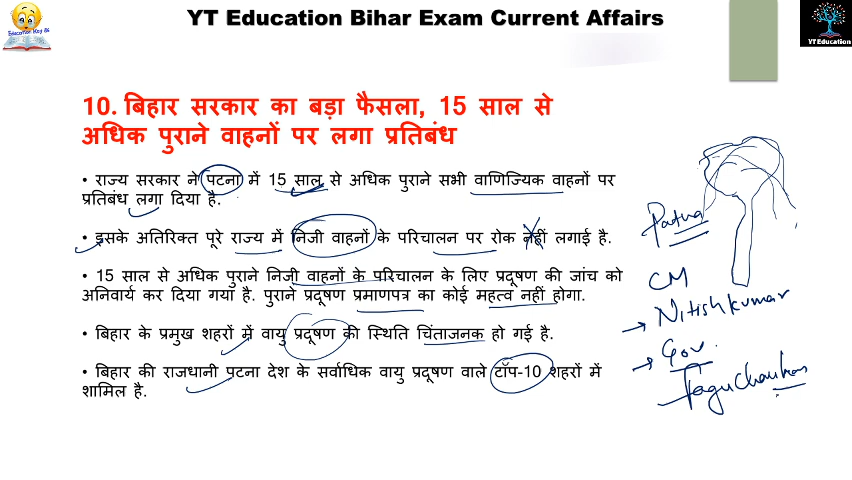 YT Education Bihar Exam Current Affairs
Education Key da
YT Education
10. बिहार सरकार का बड़ा फैसला, 15 साल से
अधिक पुराने वाहनों पर लगा प्रतिबंध
• राज्य सरकार ने पटना में 15 साल से अधिक पुराने सभी वाणिज्यिक वाहनों पर
प्रतिबंध लगा दिया है.
• इसके अतिरिक्त पूरे राज्य में निजी वाहनों के परिचालन पर रोक नहीं लगाई है.
• 15 साल से अधिक पुराने निजी वाहनों के परिचालन के लिए प्रदूषण की जांच को
अनिवार्य कर दिया गया है. पुराने प्रदूषण प्रमाणपत्र का कोई महत्व नहीं होगा.
• बिहार के प्रमुख शहरों में वायु प्रदूषण की स्थिति चिंताजनक हो गई है.
• बिहार की राजधानी पटना देश के सर्वाधिक वायु प्रदूषण वाले टॉप-10 शहरों में
शामिल है.
Patna
CM
Nitish kumar
Gov.